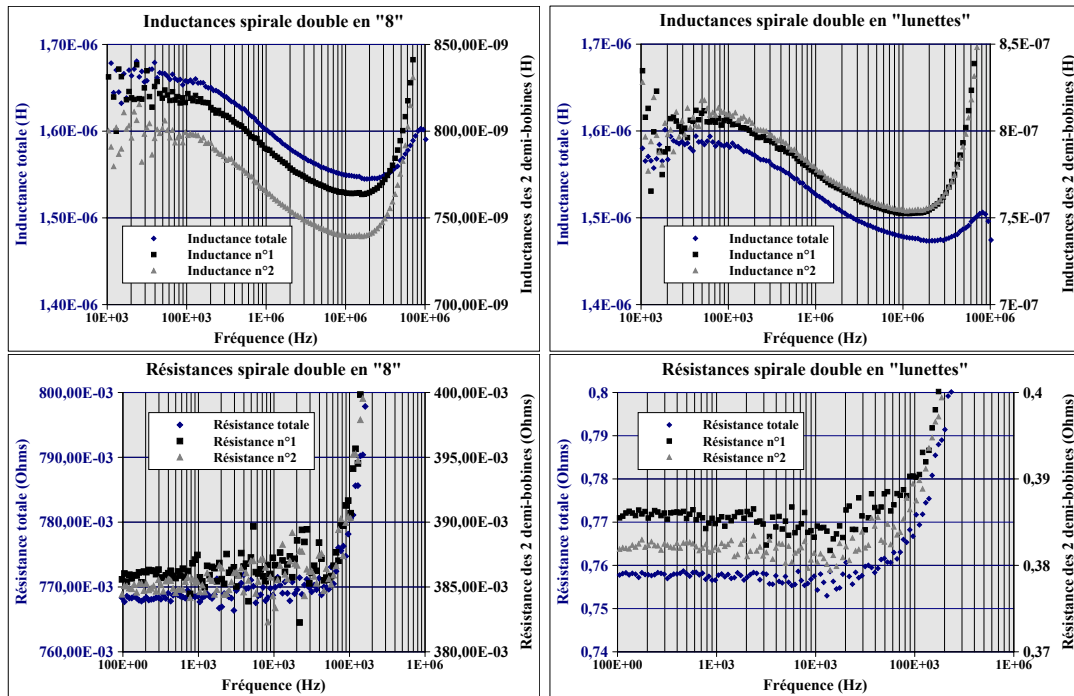 Inductances spirale double en "8"
Inductance totale (H)
1,70E-06
1,60E-06
1,50E-06
1,40E-06
850,00E-09
800,00E-09
750,00E-09
700,00E-09
Inductances des 2 demi-bobines (H)
Inductance totale
Inductance n°1
Inductance n°2
10E+03
100E+03
1E+06
10E+06
100E+06
Fréquence (Hz)
Inductances spirale double en "lunettes"
Inductance totale (H)
1,7E-06
1,6E-06
1,5E-06
1,4E-06
8,5E-07
8E-07
7,5E-07
7E-07
Inductances des 2 demi-bobines (H)
Inductance totale
Inductance n°1
Inductance n°2
10E+03
100E+03
1E+06
10E+06
100E+06
Fréquence (Hz)
Résistances spirale double en "8"
Résistance totale (Ohms)
800,00E-03
790,00E-03
780,00E-03
770,00E-03
760,00E-03
400,00E-03
395,00E-03
390,00E-03
385,00E-03
380,00E-03
Résistance des 2 demi-bobines (Ohms)
Résistance totale
Résistance n°1
Résistance n°2
100E+00
1E+03
10E+03
100E+03
1E+06
Fréquence (Hz)
Résistances spirale double en "lunettes"
Résistance totale (Ohms)
0,8
0,79
0,78
0,77
0,76
0,75
0,74
0,4
0,39
0,38
0,37
Résistance des 2 demi-bobines (Ohms)
Résistance totale
Résistance n°1
Résistance n°2
100E+00
1E+03
10E+03
100E+03
1E+06
Fréquence (Hz)